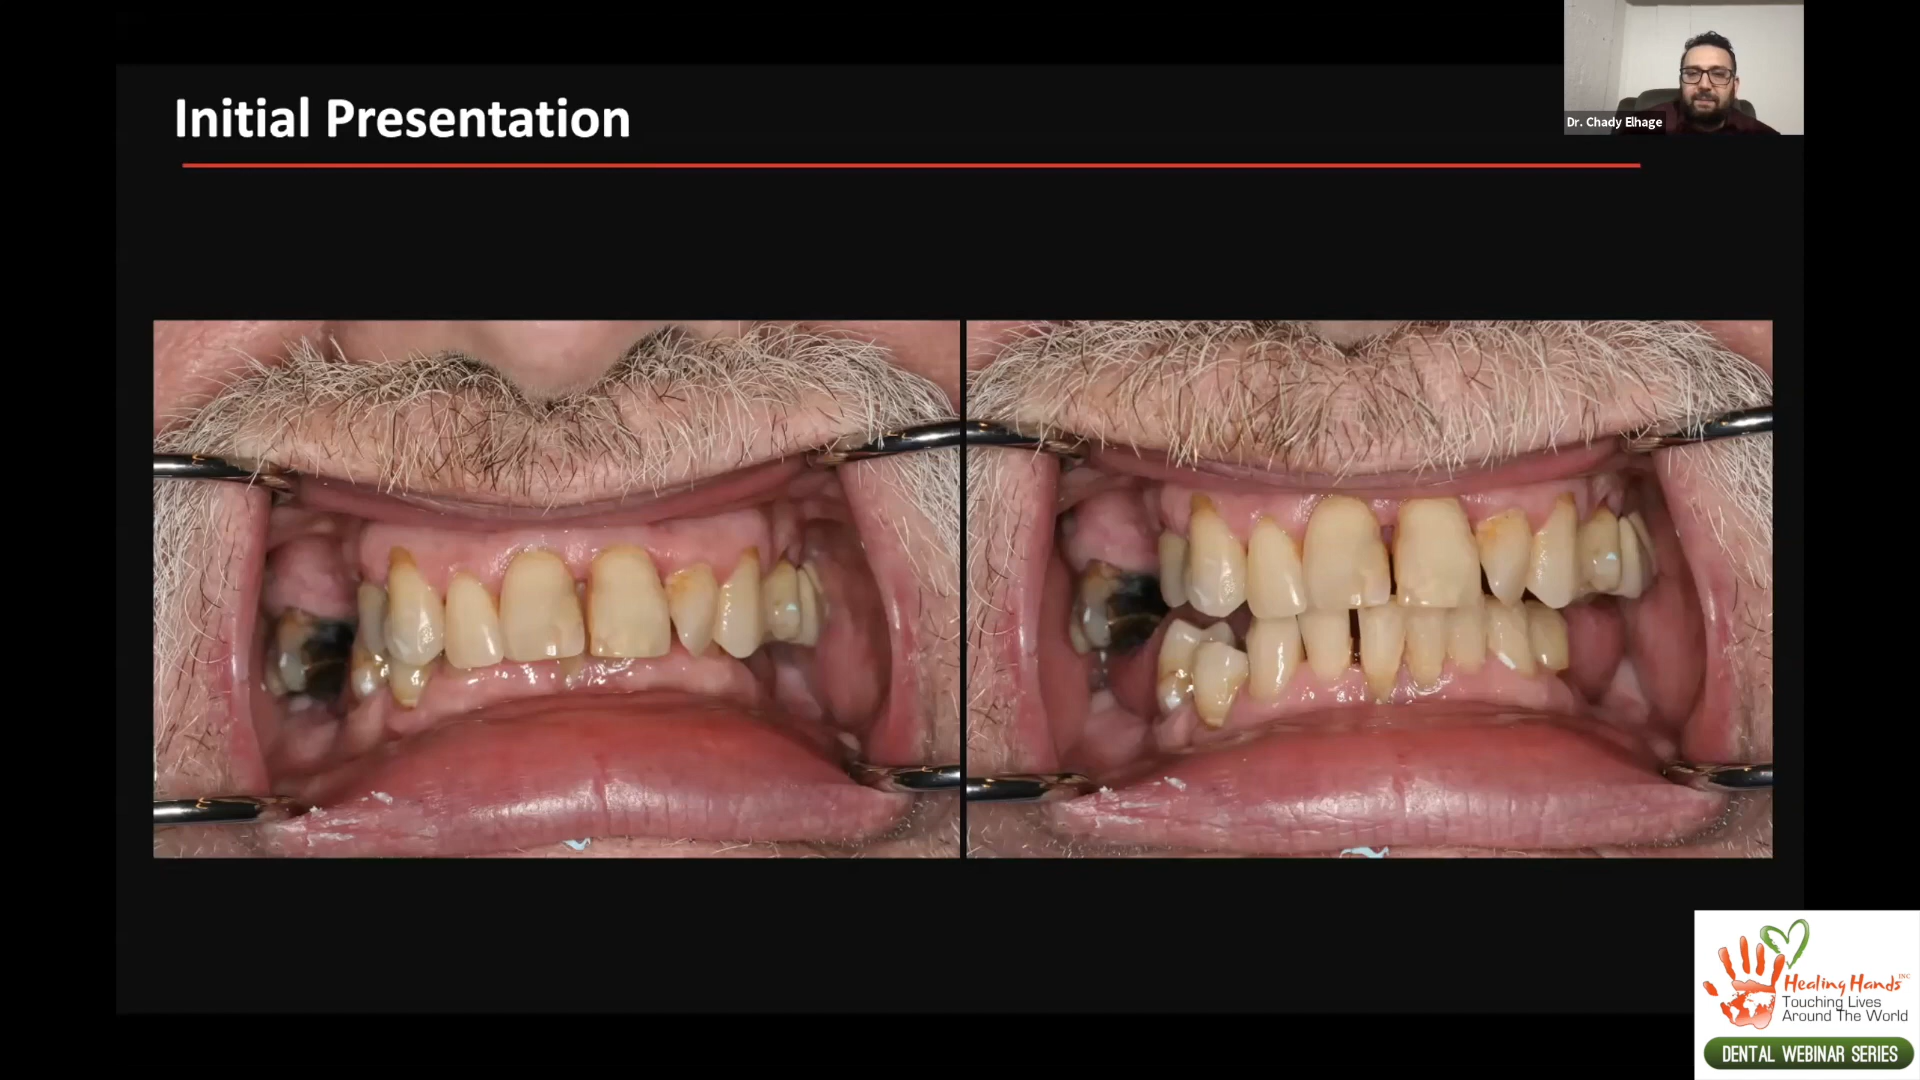 Initial Presentation
Dr. Chady Elhage
Healing Hands INC
Touching Lives
Around The World
DENTAL WEBINAR SERIES